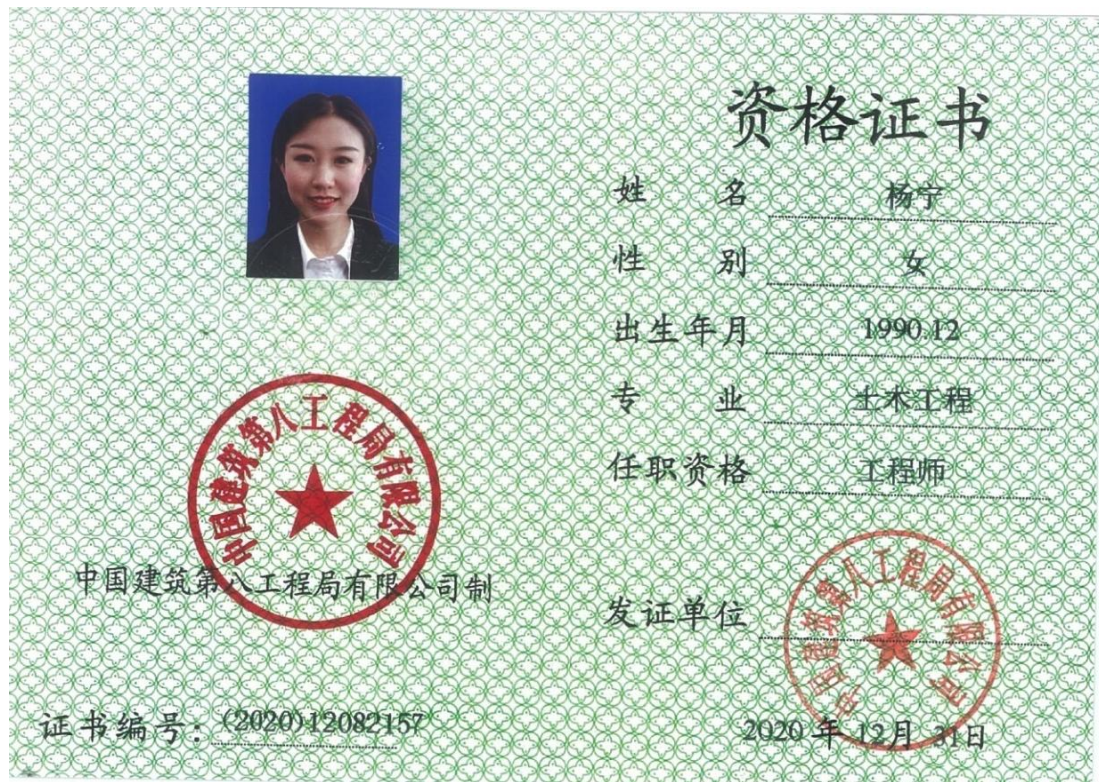 资格证书
姓 名 杨宁
性 别 女
出生年月 1990.12
专 业 土木工程
任职资格 工程师
中国建筑第八工程局有限公司
中国建筑第八工程局有限公司制
发证单位
中国建筑第八工程局有限公司
证书编号: (2020)12082157
2020 年 12月 31日